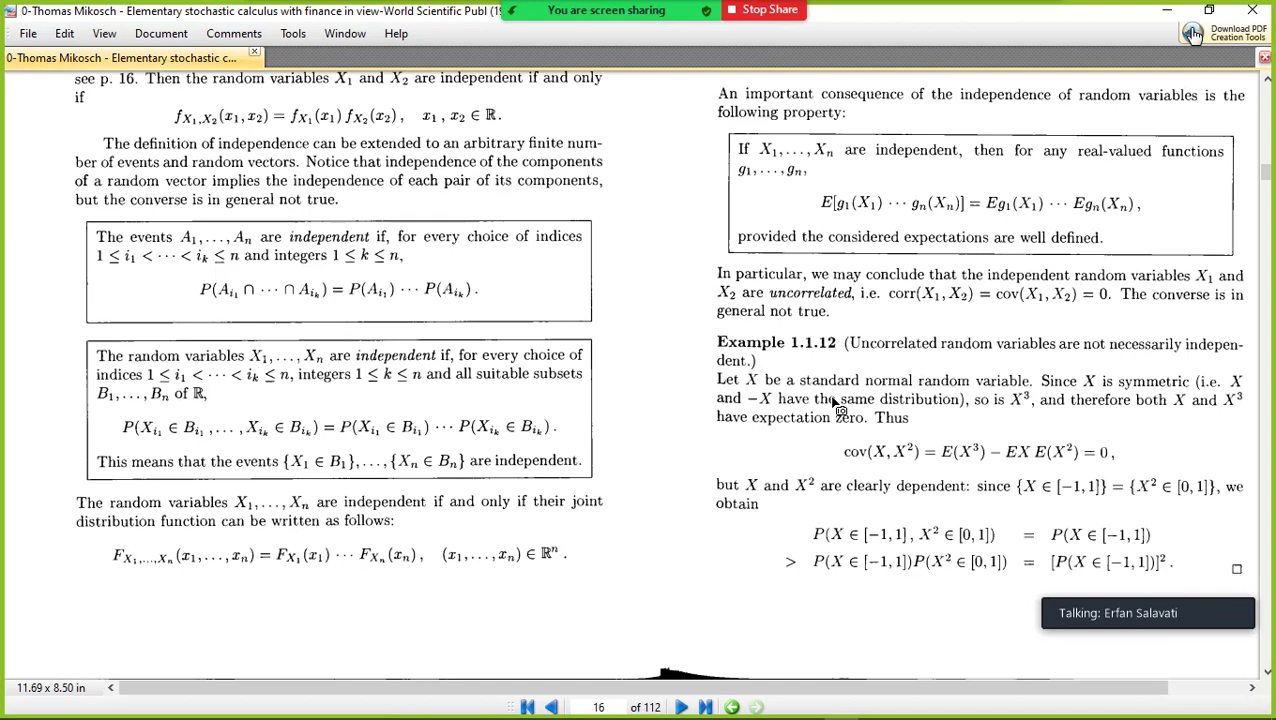 0-Thomas Mikosch - Elementary stochastic calculus with finance in view-World Scientific Publ (19
You are screen sharing
Stop Share
File Edit View Document Comments Tools Window Help
Download PDF
Creation Tools
0-Thomas Mikosch - Elementary stochastic c...
see p. 16. Then the random variables X₁ and X₂ are independent if and only
if
f_{X₁,X₂}(x₁,x₂) = f_{X₁}(x₁) f_{X₂}(x₂), x₁, x₂ ∈ ℝ.
The definition of independence can be extended to an arbitrary finite num-
ber of events and random vectors. Notice that independence of the components
of a random vector implies the independence of each pair of its components,
but the converse is in general not true.
The events A₁,...,Aₙ are independent if, for every choice of indices
1 ≤ i₁ < ··· < iₖ ≤ n and integers 1 ≤ k ≤ n,
P(A_{i₁} ∩ ··· ∩ A_{iₖ}) = P(A_{i₁}) ··· P(A_{iₖ}).
The random variables X₁,...,Xₙ are independent if, for every choice of
indices 1 ≤ i₁ < ··· < iₖ ≤ n, integers 1 ≤ k ≤ n and all suitable subsets
B₁,...,Bₙ of ℝ,
P(X_{i₁} ∈ B_{i₁}, ..., X_{iₖ} ∈ B_{iₖ}) = P(X_{i₁} ∈ B_{i₁}) ··· P(X_{iₖ} ∈ B_{iₖ}).
This means that the events {X₁ ∈ B₁},...,{Xₙ ∈ Bₙ} are independent.
The random variables X₁,...,Xₙ are independent if and only if their joint
distribution function can be written as follows:
F_{X₁,...,Xₙ}(x₁,...,xₙ) = F_{X₁}(x₁) ··· F_{Xₙ}(xₙ), (x₁,...,xₙ) ∈ ℝⁿ.
An important consequence of the independence of random variables is the
following property:
If X₁,...,Xₙ are independent, then for any real-valued functions
g₁,...,gₙ,
E[g₁(X₁) ··· gₙ(Xₙ)] = Eg₁(X₁) ··· Egₙ(Xₙ),
provided the considered expectations are well defined.
In particular, we may conclude that the independent random variables X₁ and
X₂ are uncorrelated, i.e. corr(X₁,X₂) = cov(X₁,X₂) = 0. The converse is in
general not true.
Example 1.1.12 (Uncorrelated random variables are not necessarily indepen-
dent.)
Let X be a standard normal random variable. Since X is symmetric (i.e. X
and −X have the same distribution), so is X³, and therefore both X and X³
have expectation zero. Thus
cov(X, X²) = E(X³) − EX E(X²) = 0,
but X and X² are clearly dependent: since {X ∈ [−1,1]} = {X² ∈ [0,1]}, we
obtain
P(X ∈ [−1,1], X² ∈ [0,1]) = P(X ∈ [−1,1])
> P(X ∈ [−1,1])P(X² ∈ [0,1]) = [P(X ∈ [−1,1])]².
□
Talking: Erfan Salavati
11.69 x 8.50 in
16 of 112